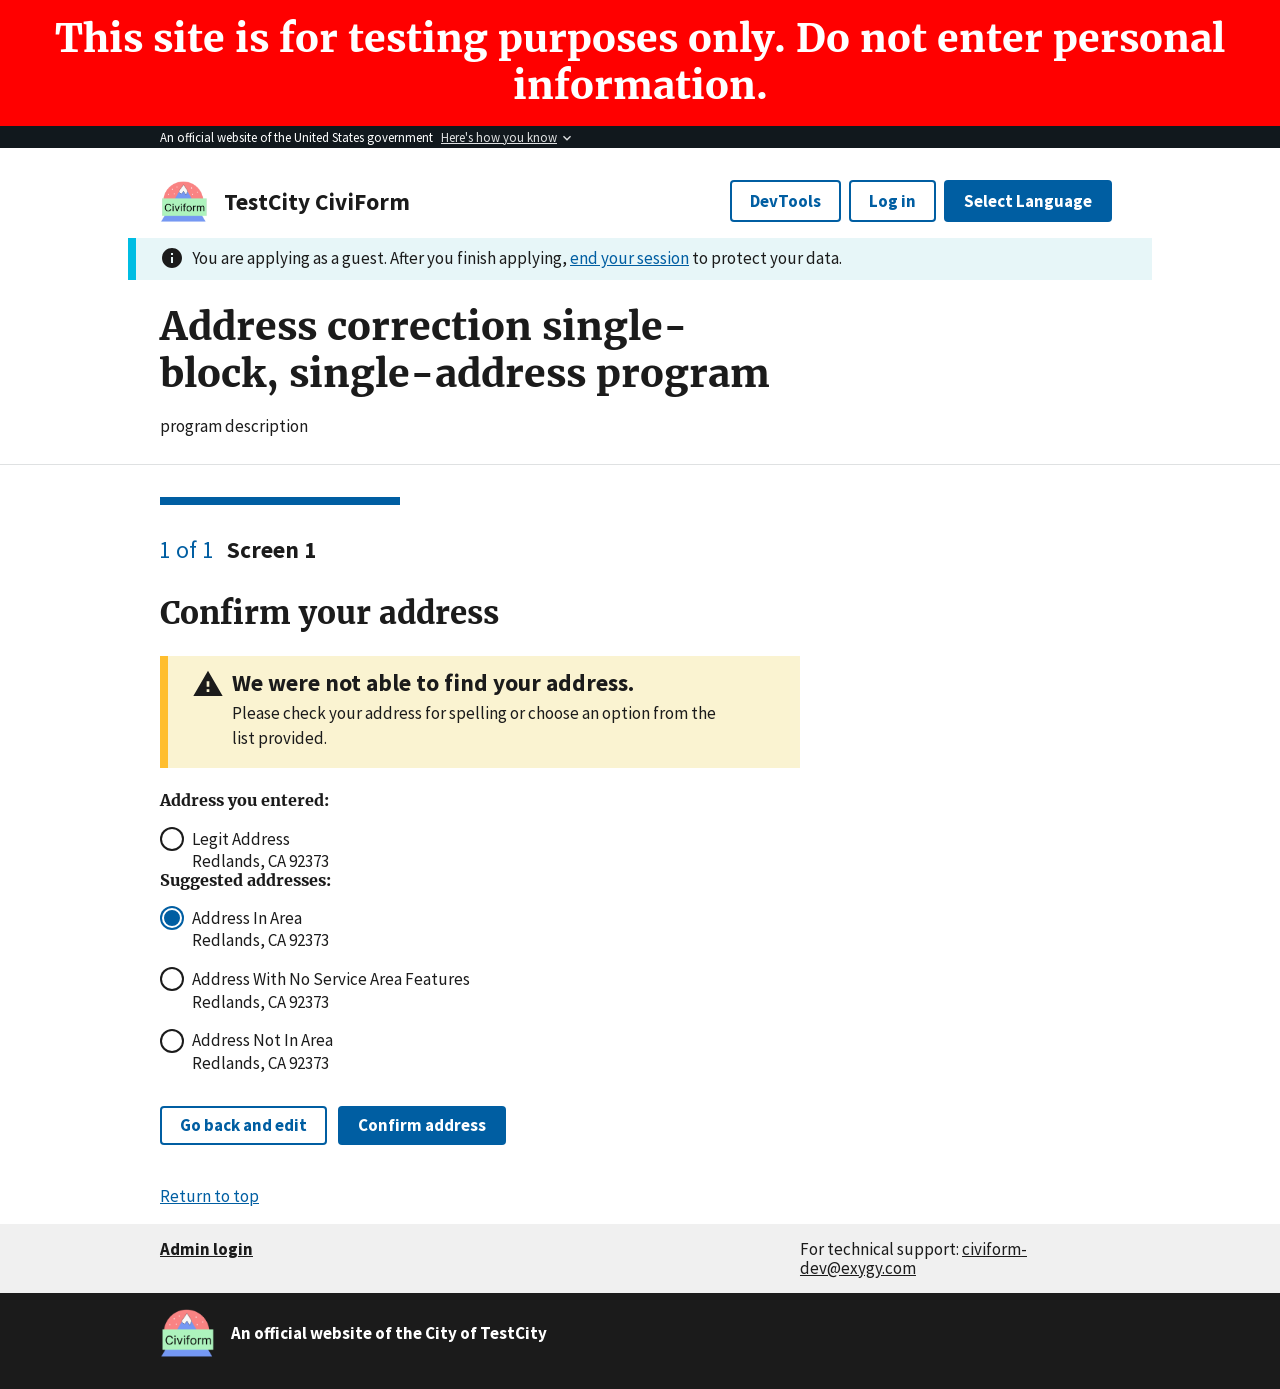 This site is for testing purposes only. Do not enter personal
information.
An official website of the United States government Here's how you know
Civiform
TestCity CiviForm
DevTools
Log in
Select Language
You are applying as a guest. After you finish applying, end your session to protect your data.
Address correction single-
block, single-address program
program description
1 of 1 Screen 1
Confirm your address
We were not able to find your address.
Please check your address for spelling or choose an option from the
list provided.
Address you entered:
Legit Address
Redlands, CA 92373
Suggested addresses:
Address In Area
Redlands, CA 92373
Address With No Service Area Features
Redlands, CA 92373
Address Not In Area
Redlands, CA 92373
Go back and edit
Confirm address
Return to top
Admin login
For technical support: civiform-
dev@exygy.com
Civiform
An official website of the City of TestCity